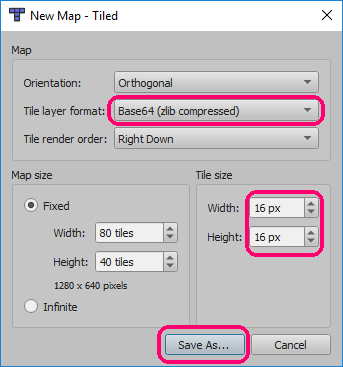 New Map - Tiled
Map
Orientation: Orthogonal
Tile layer format: Base64 (zlib compressed)
Tile render order: Right Down
Map size
Fixed
Width: 80 tiles
Height: 40 tiles
1280 x 640 pixels
Infinite
Tile size
Width: 16 px
Height: 16 px
Save As...
Cancel